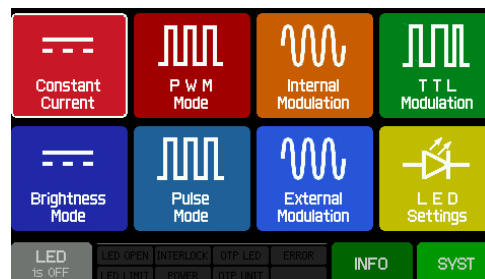 Constant
Current
P W M
Mode
Internal
Modulation
T T L
Modulation
Brightness
Mode
Pulse
Mode
External
Modulation
L E D
Settings
LED
is OFF
LED OPEN INTERLOCK OTP LED ERROR
LED LIMIT POWER OTP UNIT
INFO
SYST